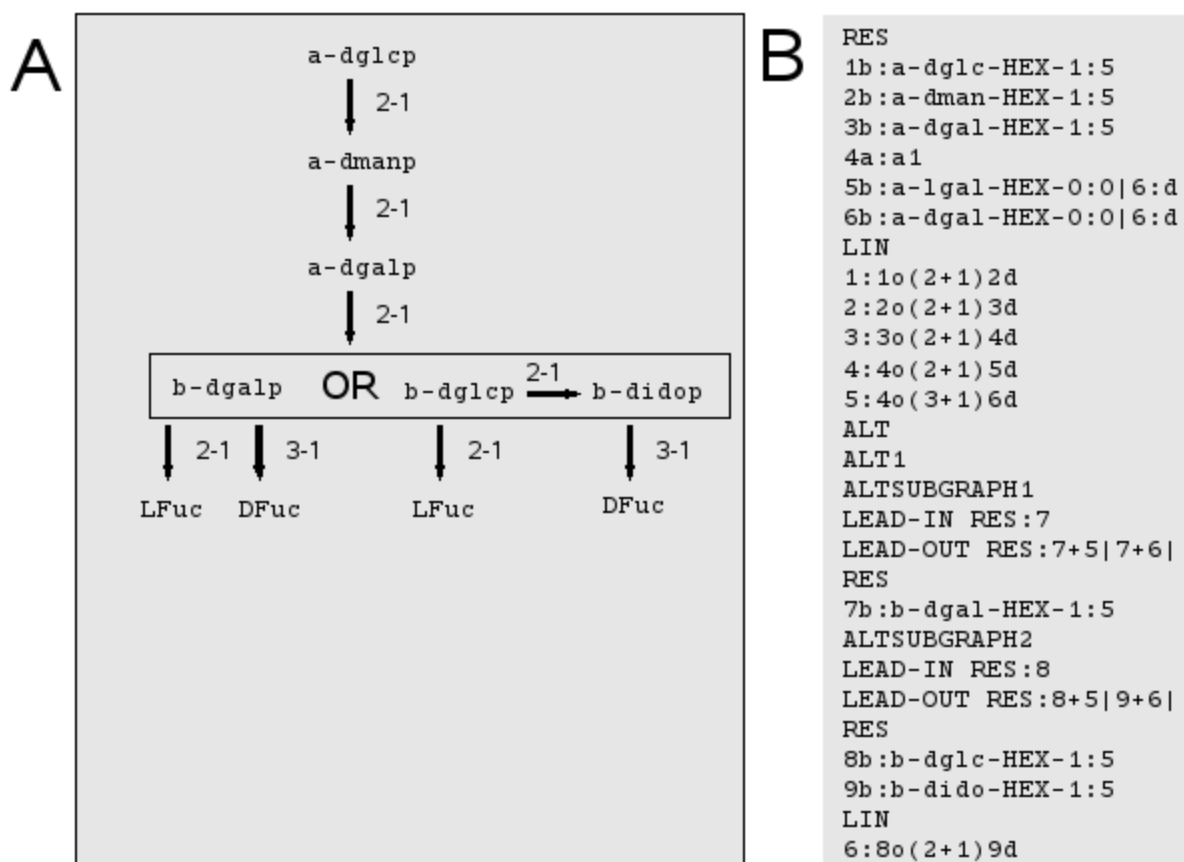 A
a-dglcp
2-1
a-dmanp
2-1
a-dgalp
2-1
b-dgalp OR b-dglcp 2-1 b-didop
2-1 3-1 2-1 3-1
LFuc DFuc LFuc DFuc
B
RES
1b:a-dglc-HEX-1:5
2b:a-dman-HEX-1:5
3b:a-dgal-HEX-1:5
4a:a1
5b:a-lgal-HEX-0:0|6:d
6b:a-dgal-HEX-0:0|6:d
LIN
1:1o(2+1)2d
2:2o(2+1)3d
3:3o(2+1)4d
4:4o(2+1)5d
5:4o(3+1)6d
ALT
ALT1
ALTSUBGRAPH1
LEAD-IN RES:7
LEAD-OUT RES:7+5|7+6|
RES
7b:b-dgal-HEX-1:5
ALTSUBGRAPH2
LEAD-IN RES:8
LEAD-OUT RES:8+5|9+6|
RES
8b:b-dglc-HEX-1:5
9b:b-dido-HEX-1:5
LIN
6:8o(2+1)9d